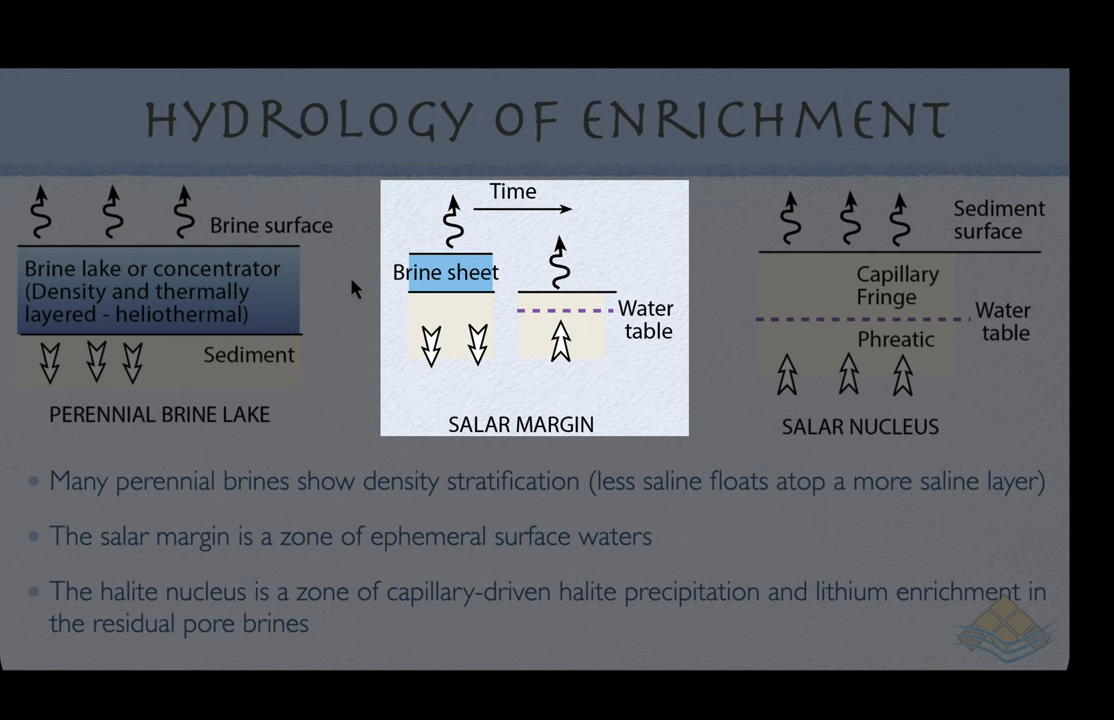 HYDROLOGY OF ENRICHMENT
Brine surface
Brine lake or concentrator
(Density and thermally
layered - heliothermal)
Sediment
PERENNIAL BRINE LAKE
Time
Brine sheet
Water
table
SALAR MARGIN
Sediment
surface
Capillary
Fringe
Water
table
Phreatic
SALAR NUCLEUS
• Many perennial brines show density stratification (less saline floats atop a more saline layer)
• The salar margin is a zone of ephemeral surface waters
• The halite nucleus is a zone of capillary-driven halite precipitation and lithium enrichment in
the residual pore brines